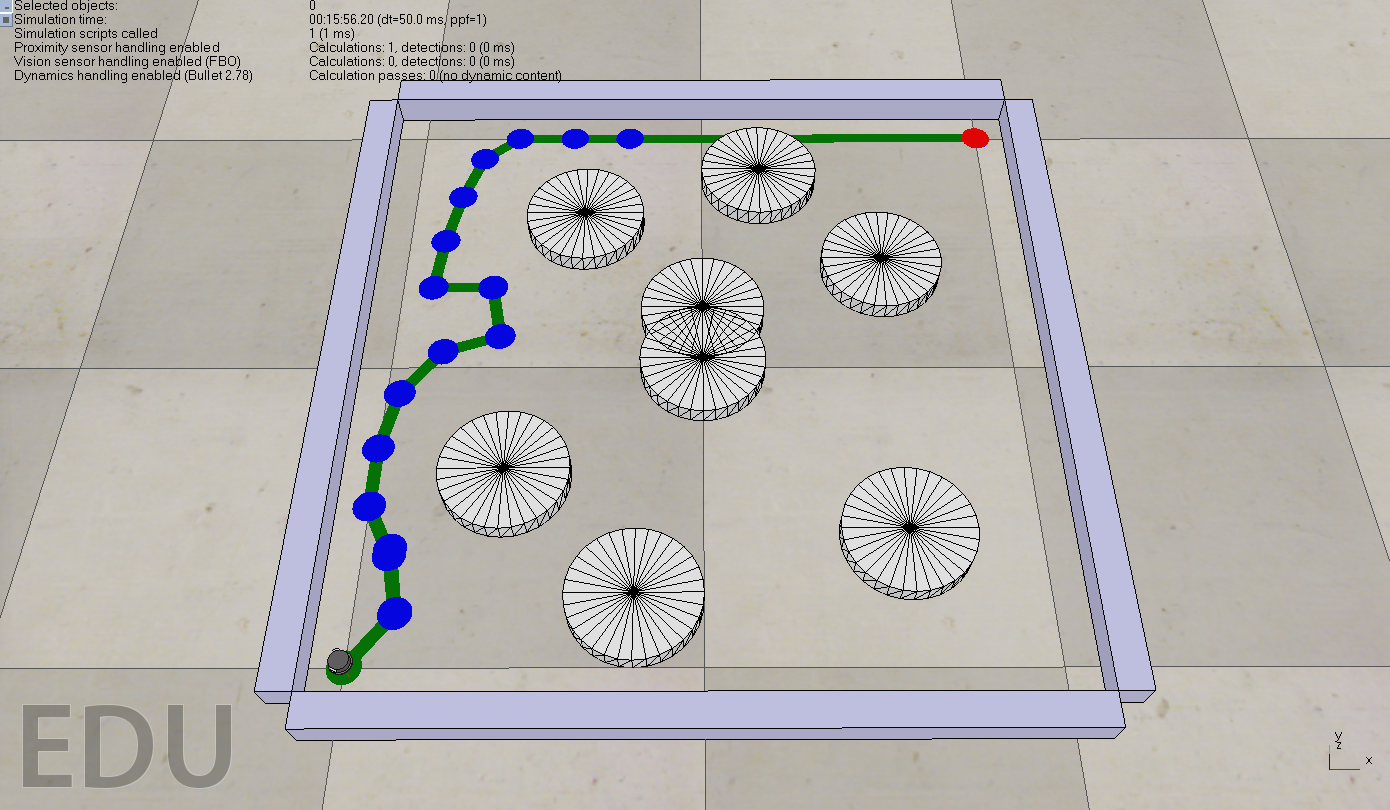 Selected objects: 0
Simulation time: 00:15:56.20 (dt=50.0 ms, ppf=1)
Simulation scripts called 1 (1 ms)
Proximity sensor handling enabled Calculations: 1, detections: 0 (0 ms)
Vision sensor handling enabled (FBO) Calculations: 0, detections: 0 (0 ms)
Dynamics handling enabled (Bullet 2.78) Calculation passes: 0 (no dynamic content)
EDU
y
z
x